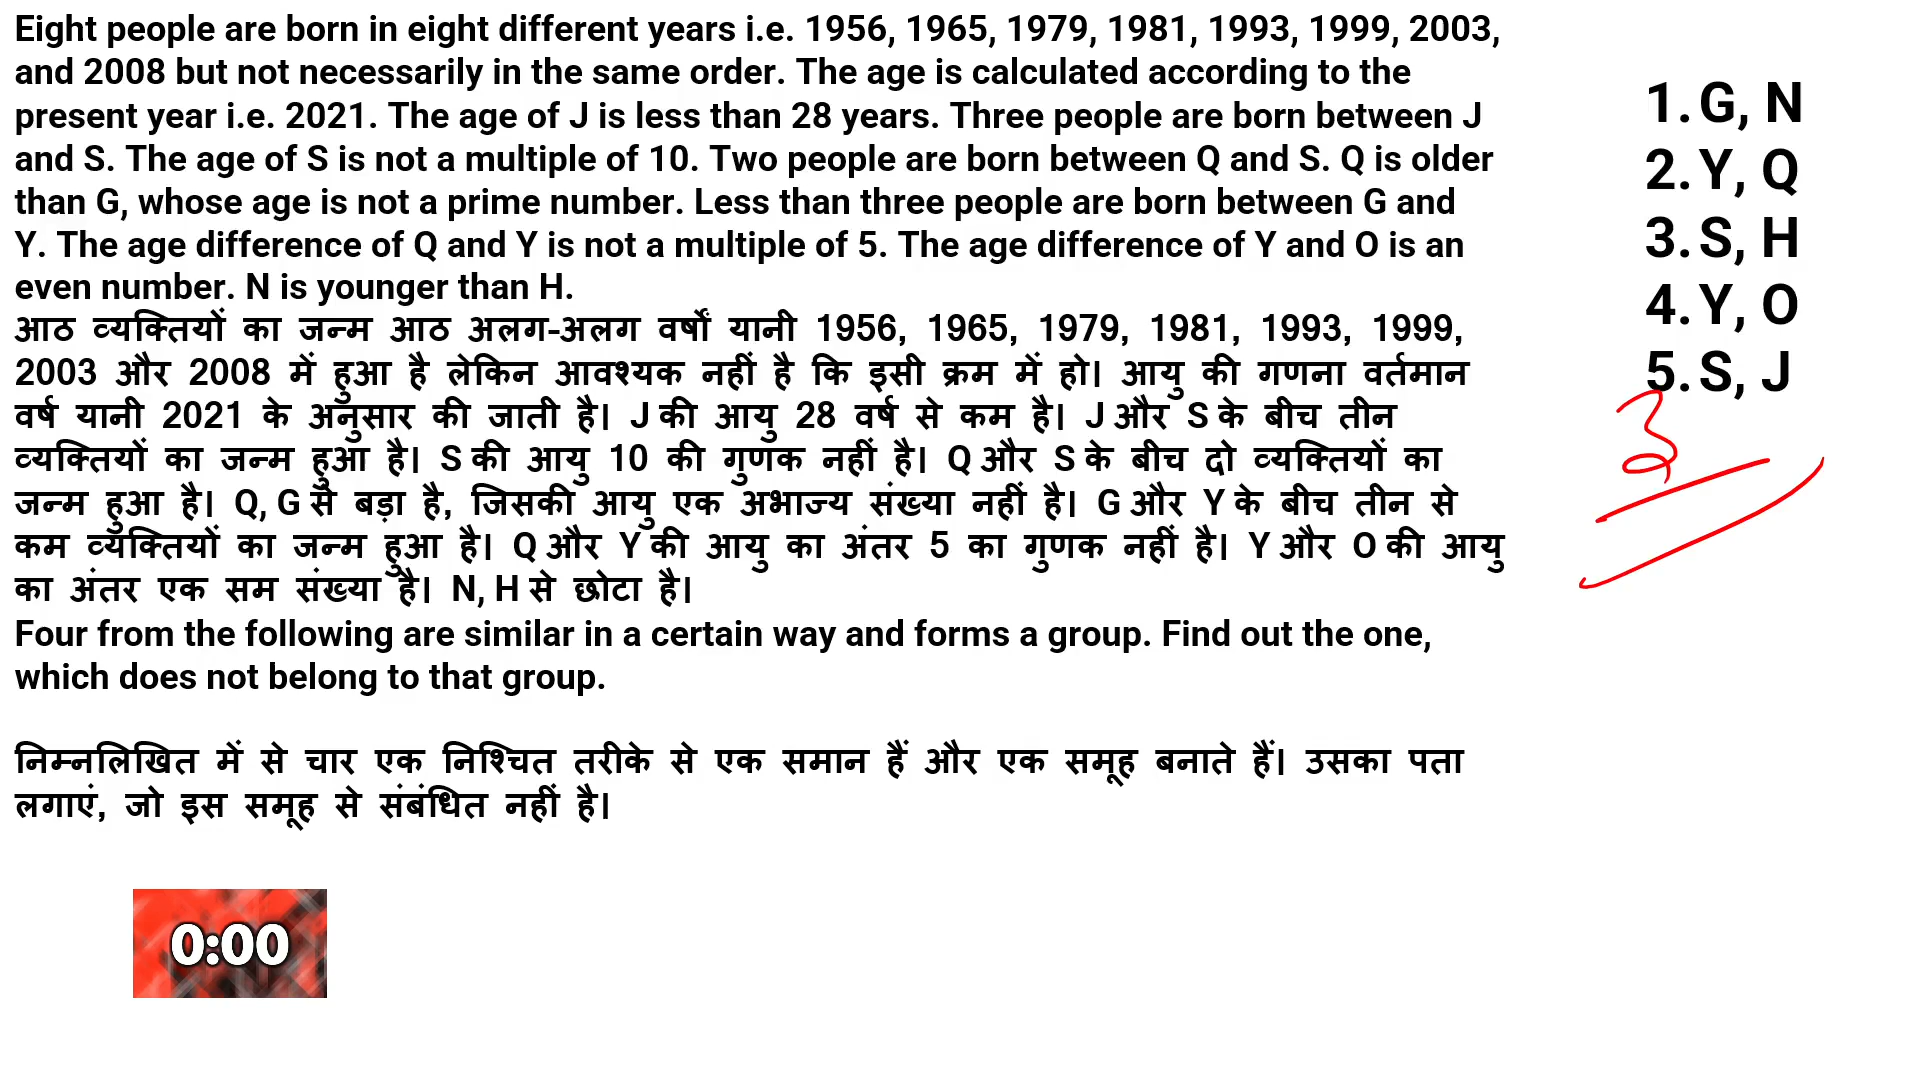 Eight people are born in eight different years i.e. 1956, 1965, 1979, 1981, 1993, 1999, 2003,
and 2008 but not necessarily in the same order. The age is calculated according to the
present year i.e. 2021. The age of J is less than 28 years. Three people are born between J
and S. The age of S is not a multiple of 10. Two people are born between Q and S. Q is older
than G, whose age is not a prime number. Less than three people are born between G and
Y. The age difference of Q and Y is not a multiple of 5. The age difference of Y and O is an
even number. N is younger than H.
आठ व्यक्तियों का जन्म आठ अलग-अलग वर्षों यानी 1956, 1965, 1979, 1981, 1993, 1999,
2003 और 2008 में हुआ है लेकिन आवश्यक नहीं है कि इसी क्रम में हो। आयु की गणना वर्तमान
वर्ष यानी 2021 के अनुसार की जाती है। J की आयु 28 वर्ष से कम है। J और S के बीच तीन
व्यक्तियों का जन्म हुआ है। S की आयु 10 की गुणक नहीं है। Q और S के बीच दो व्यक्तियों का
जन्म हुआ है। Q, G से बड़ा है, जिसकी आयु एक अभाज्य संख्या नहीं है। G और Y के बीच तीन से
कम व्यक्तियों का जन्म हुआ है। Q और Y की आयु का अंतर 5 का गुणक नहीं है। Y और O की आयु
का अंतर एक सम संख्या है। N, H से छोटा है।
Four from the following are similar in a certain way and forms a group. Find out the one,
which does not belong to that group.
निम्नलिखित में से चार एक निश्चित तरीके से एक समान हैं और एक समूह बनाते हैं। उसका पता
लगाएं, जो इस समूह से संबंधित नहीं है।
1. G, N
2. Y, Q
3. S, H
4. Y, O
5. S, J
3
0:00